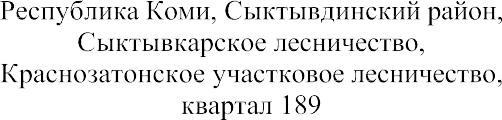 Республика Коми, Сыктывдинский район,
Сыктывкарское лесничество,
Краснозатонское участковое лесничество,
квартал 189